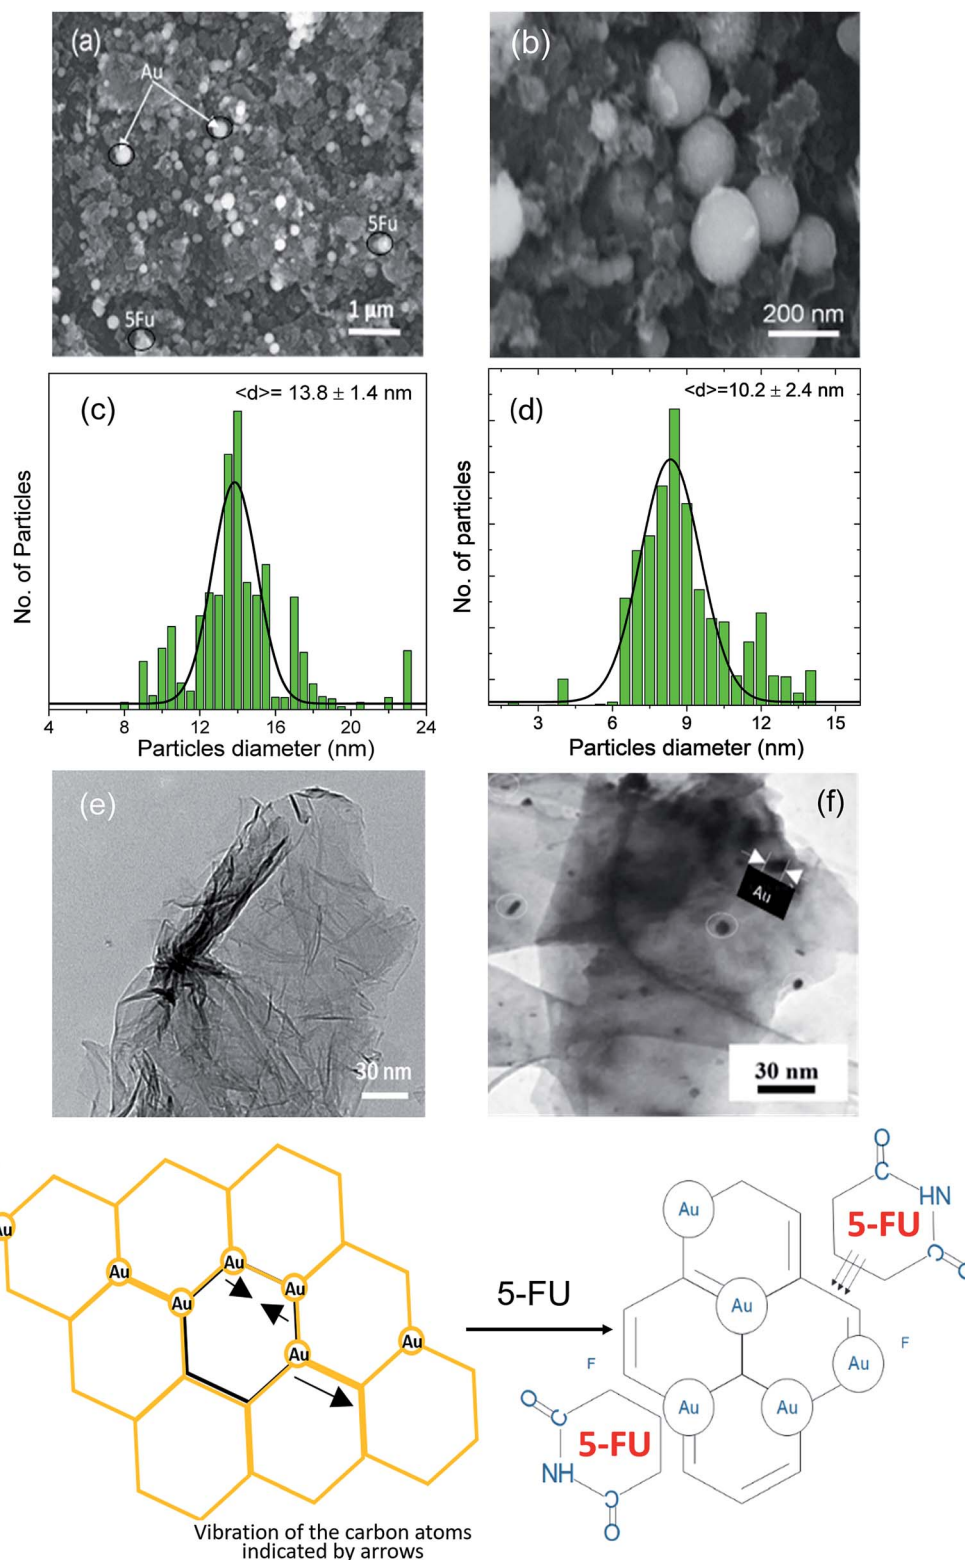 (a)
Au
5Fu
5Fu
1 μm
(b)
200 nm
(c)
<d>= 13.8 ± 1.4 nm
No. of Particles
4 8 12 16 20 24
Particles diameter (nm)
(d)
<d>=10.2 ± 2.4 nm
No. of particles
3 6 9 12 15
Particles diameter (nm)
(e)
30 nm
(f)
Au
30 nm
Au
Au
Au
Au
Au
Au
Au
Vibration of the carbon atoms
indicated by arrows
5-FU
O
C
HN
5-FU
C
O
Au
Au
F
F
Au
Au
Au
O
C
5-FU
NH
C
O